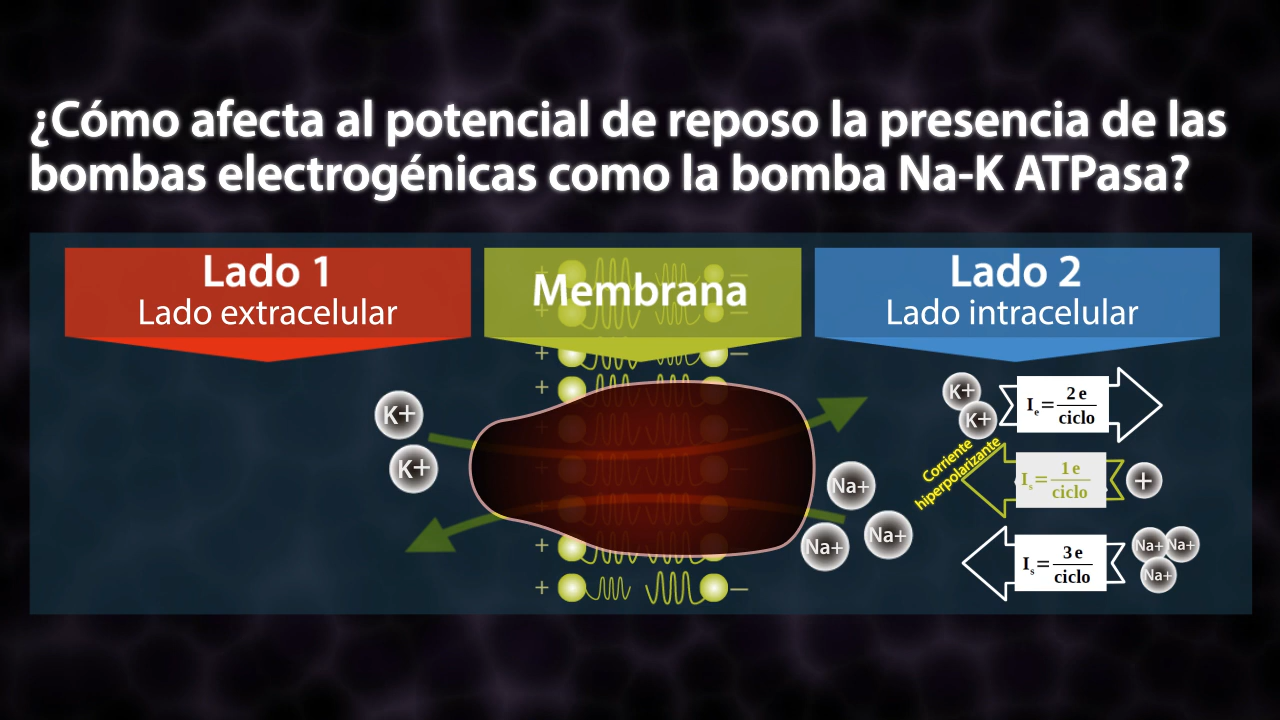 ¿Cómo afecta al potencial de reposo la presencia de las
bombas electrogénicas como la bomba Na-K ATPasa?
Lado 1
Lado extracelular
Membrana
Lado 2
Lado intracelular
+ −
+ −
+ −
+
K+
K+
K+
K+
Iₑ = 2 e / ciclo
Corriente
hiperpolarizante
Iₛ = 1 e / ciclo
+
Na+
Na+
Na+
Iₛ = 3 e / ciclo
Na+ Na+
Na+
+
+ −